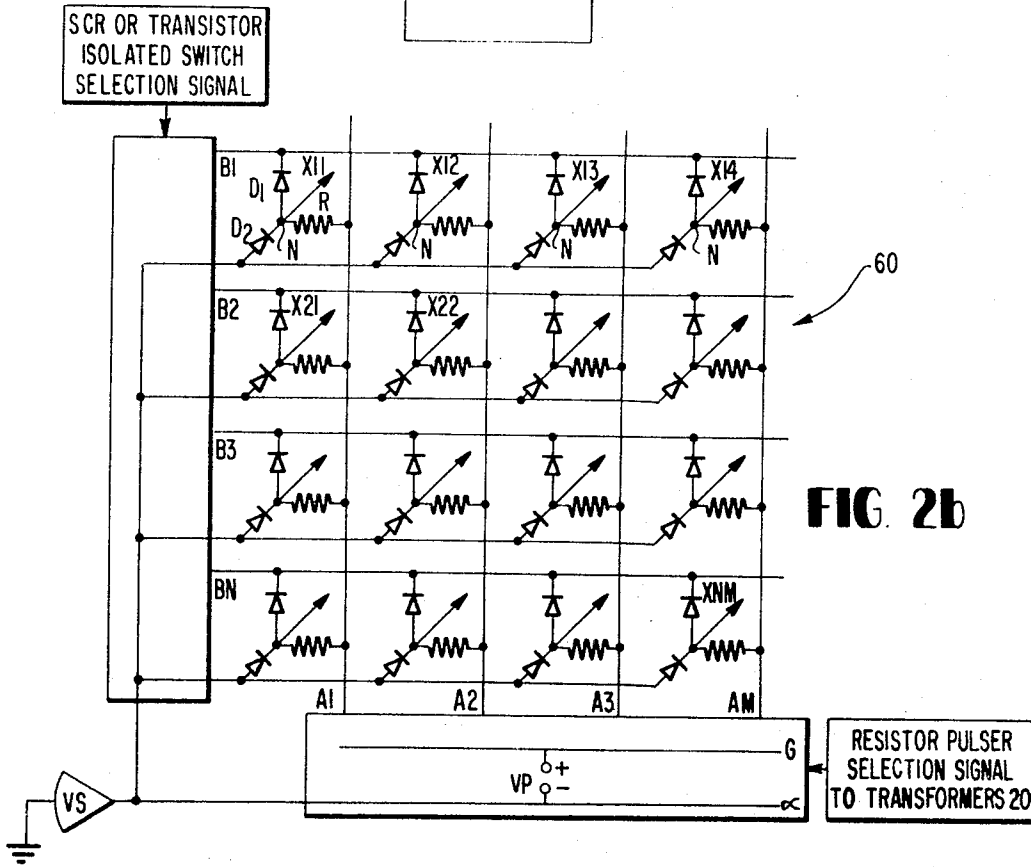 SCR OR TRANSISTOR
ISOLATED SWITCH
SELECTION SIGNAL
B1 X11 X12 X13 X14
D1 R
D2 N N N
60
B2 X21 X22
B3
FIG. 2b
BN XNM
A1 A2 A3 AM
G
VP + −
∝
RESISTOR PULSER
SELECTION SIGNAL
TO TRANSFORMERS 20
VS